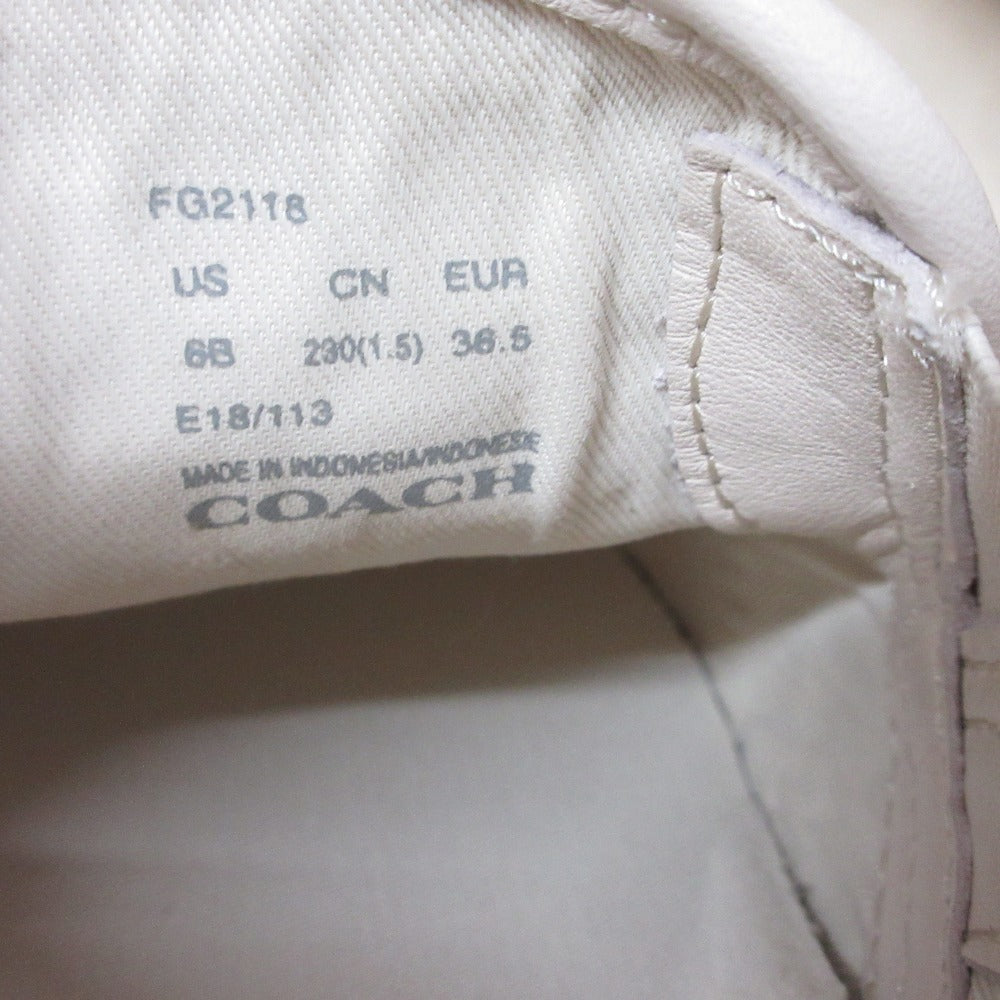 FG2118
US CN EUR
6B 230(1.5) 36.5
E18/113
MADE IN INDONESIA/INDONESIE
COACH